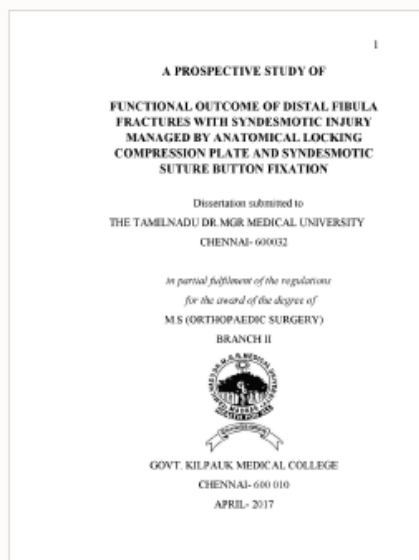 1
A PROSPECTIVE STUDY OF
FUNCTIONAL OUTCOME OF DISTAL FIBULA
FRACTURES WITH SYNDESMOTIC INJURY
MANAGED BY ANATOMICAL LOCKING
COMPRESSION PLATE AND SYNDESMOTIC
SUTURE BUTTON FIXATION
Dissertation submitted to
THE TAMILNADU DR.MGR MEDICAL UNIVERSITY
CHENNAI- 600032
in partial fulfilment of the regulations
for the award of the degree of
M.S (ORTHOPAEDIC SURGERY)
BRANCH II
GOVT. KILPAUK MEDICAL COLLEGE
CHENNAI- 600 010
APRIL- 2017